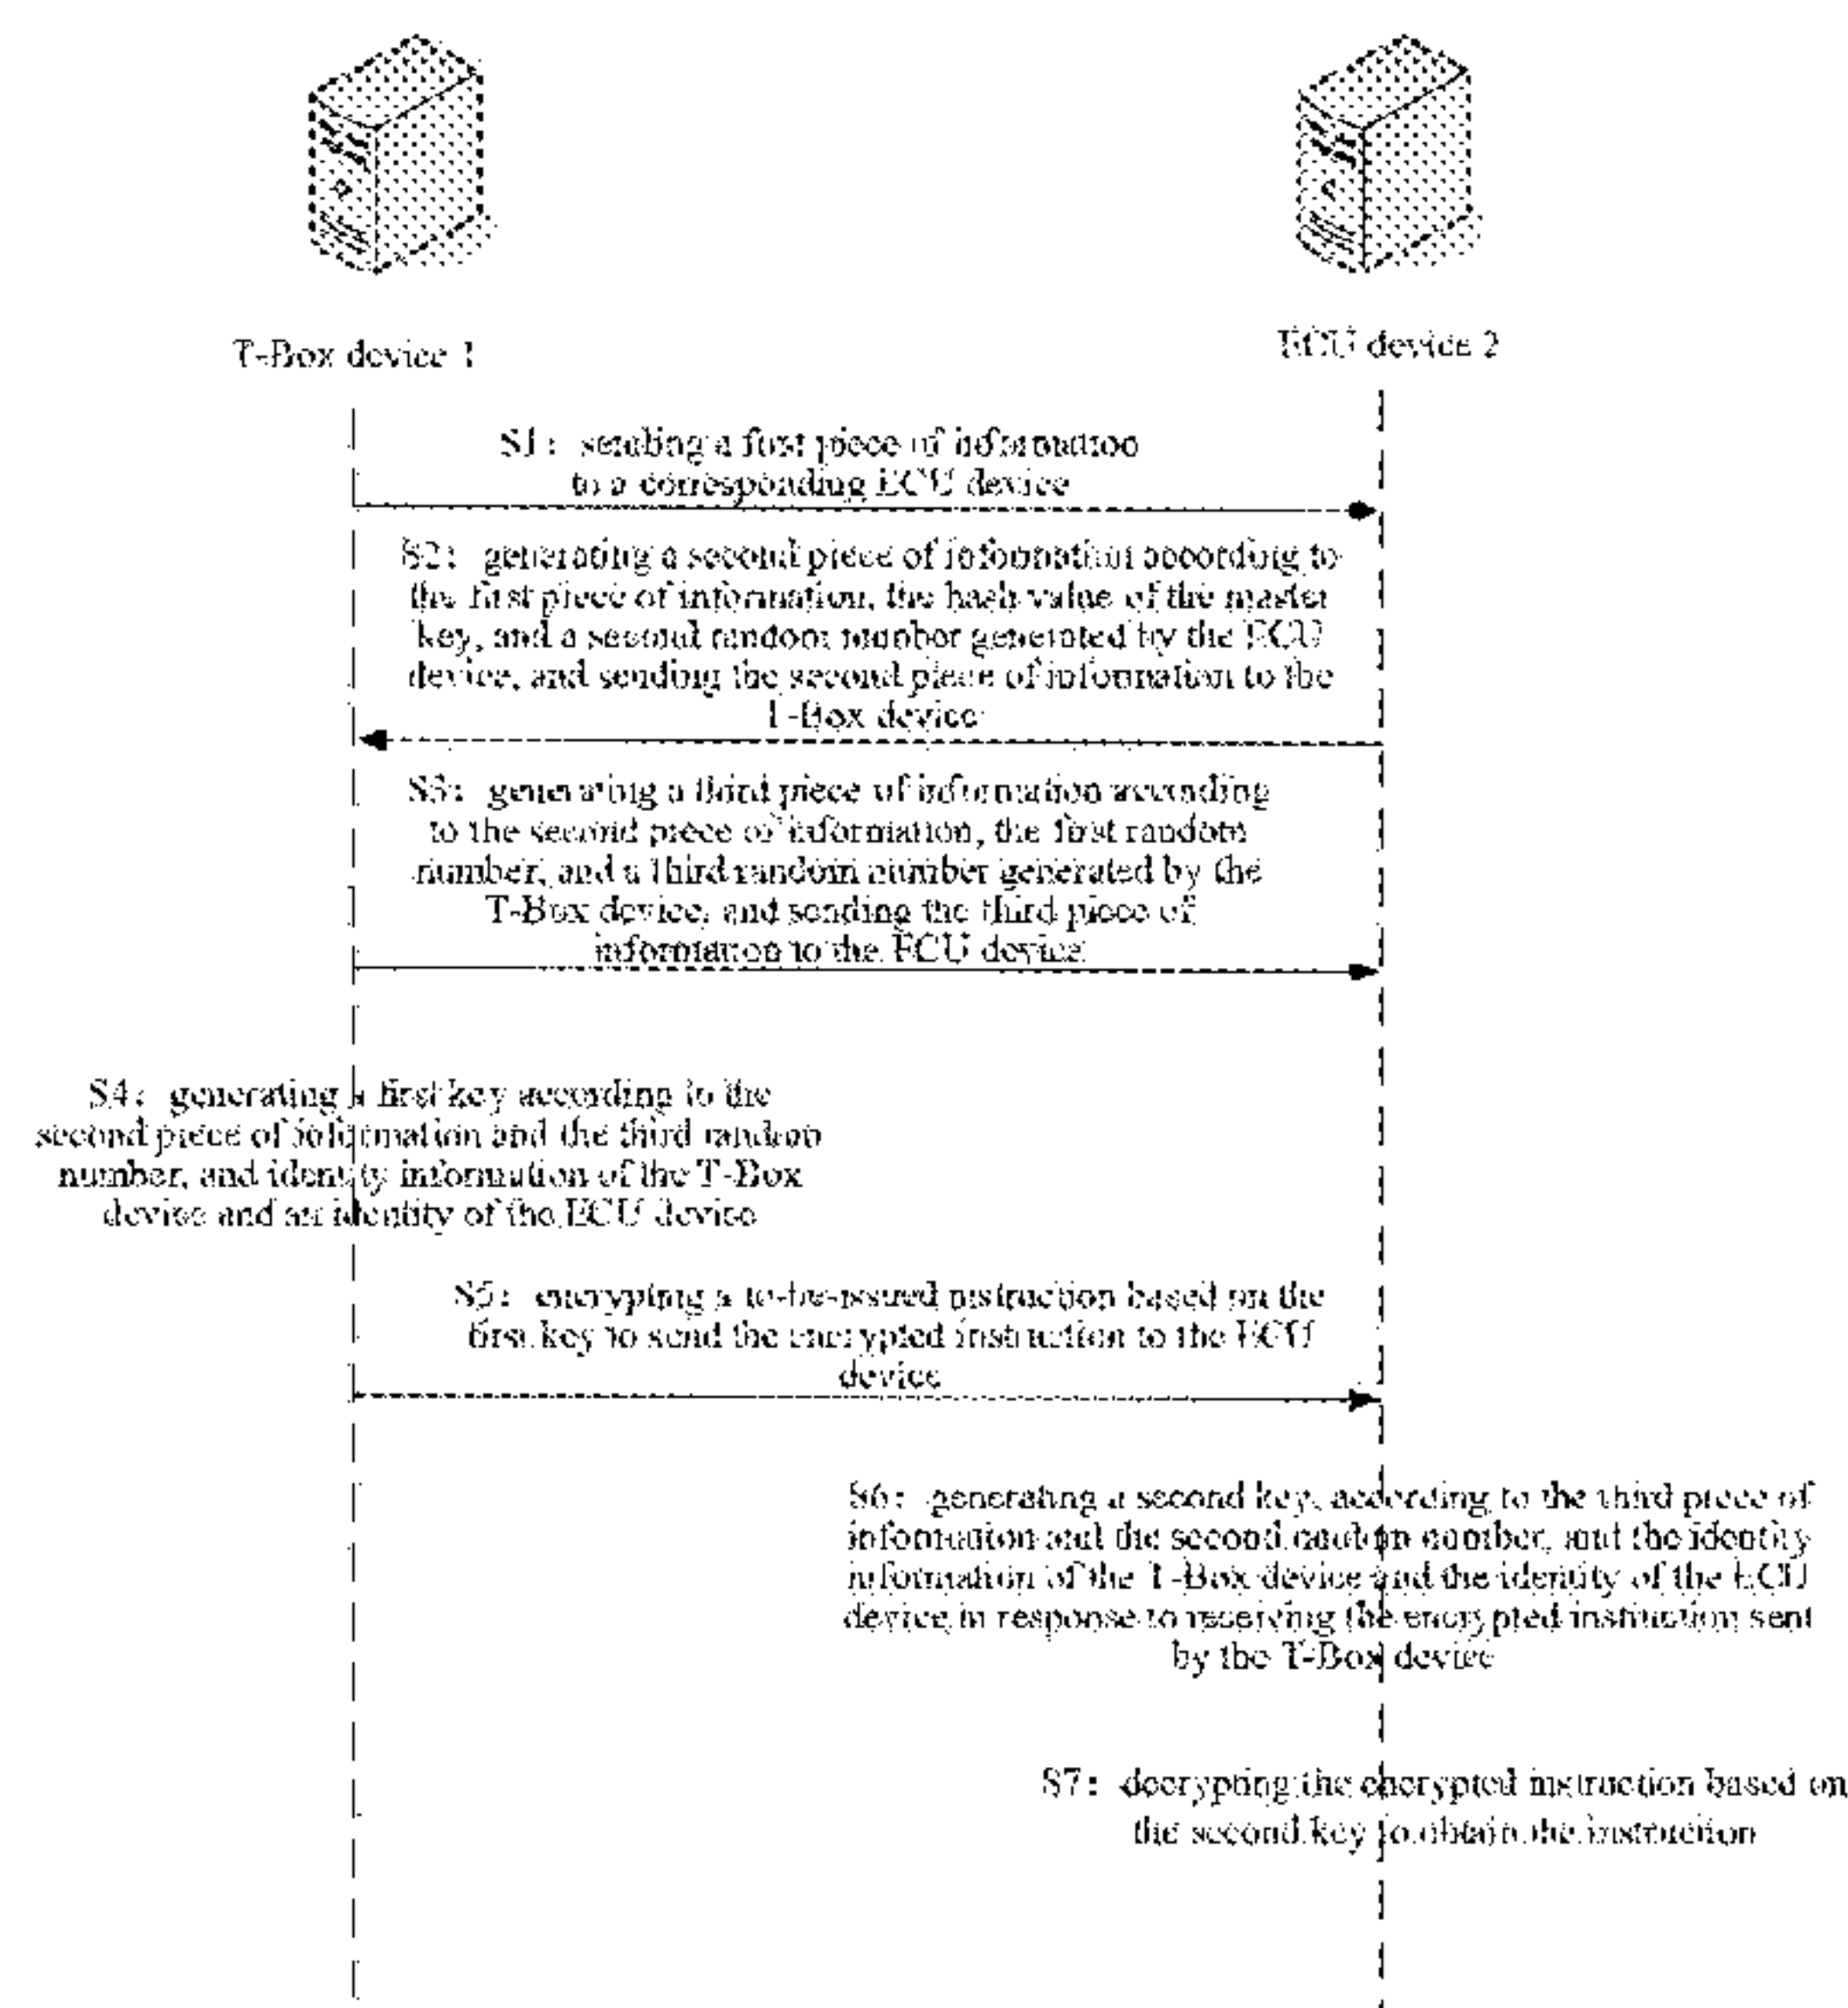 T-Box device 1
ECU device 2
S1: sending a first piece of information
to a corresponding ECU device
S2: generating a second piece of information according to
the first piece of information, the hash value of the master
key, and a second random number generated by the ECU
device, and sending the second piece of information to the
T-Box device
S3: generating a third piece of information according
to the second piece of information, the first random
number, and a third random number generated by the
T-Box device, and sending the third piece of
information to the ECU device
S4: generating a first key according to the
second piece of information and the third random
number, and identity information of the T-Box
device and an identity of the ECU device
S5: encrypting a to-be-issued instruction based on the
first key to send the encrypted instruction to the ECU
device
S6: generating a second key, according to the third piece of
information and the second random number, and the identity
information of the T-Box device and the identity of the ECU
device in response to receiving the encrypted instruction sent
by the T-Box device
S7: decrypting the encrypted instruction based on
the second key to obtain the instruction